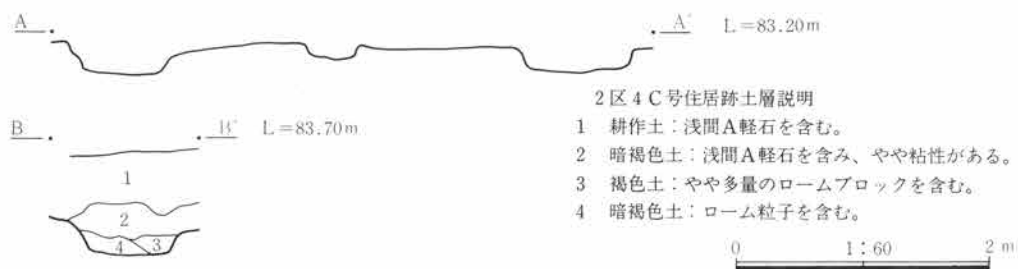 A A′ L=83.20m
2区4C号住居跡土層説明
B B′ L=83.70m
1 耕作土：浅間A軽石を含む。
2 暗褐色土：浅間A軽石を含み、やや粘性がある。
3 褐色土：やや多量のロームブロックを含む。
4 暗褐色土：ローム粒子を含む。
1
2
4 3
0 1:60 2m